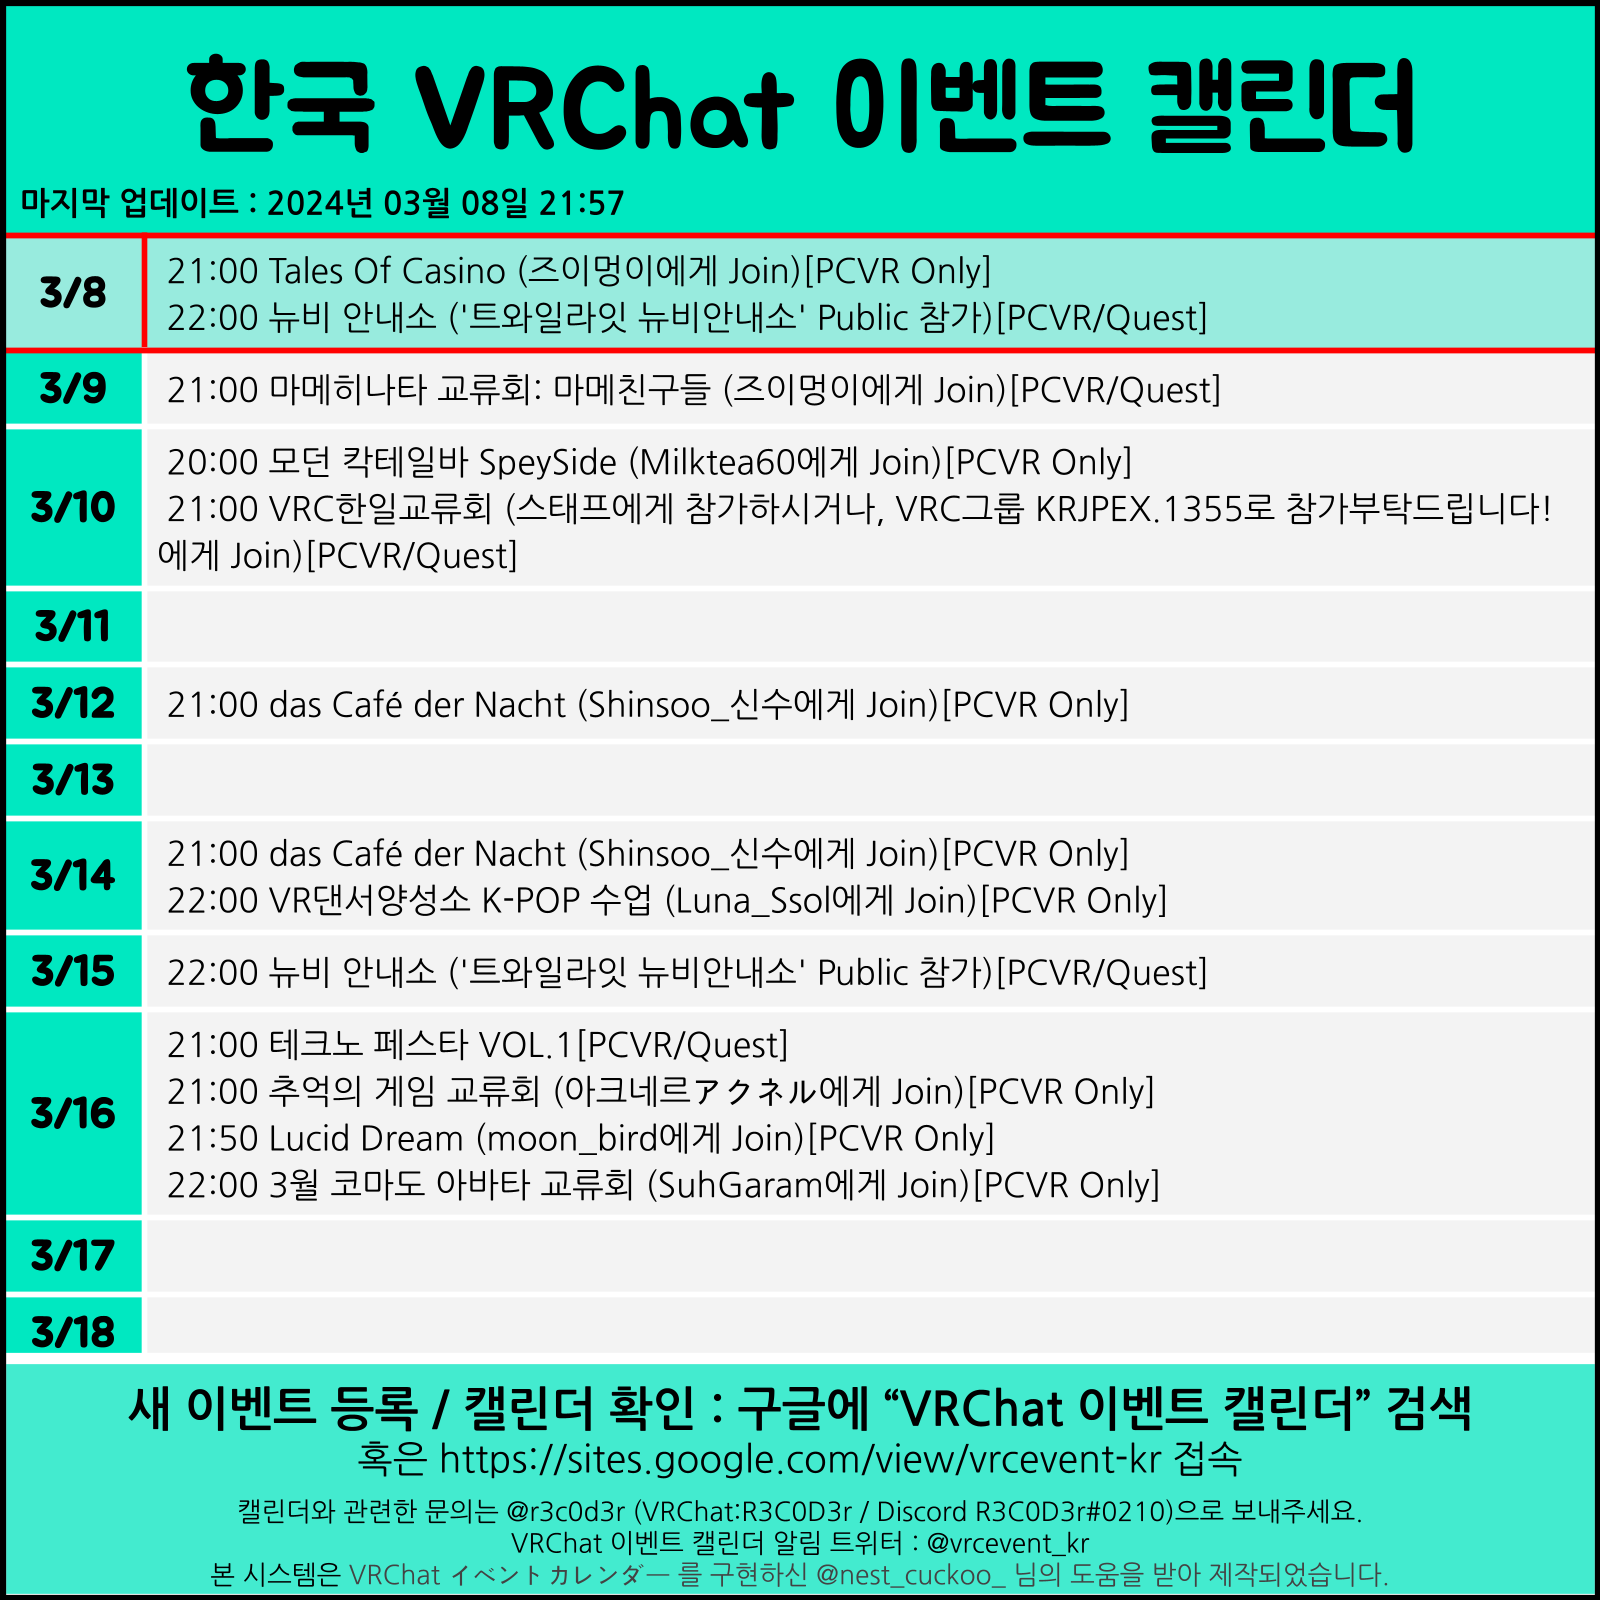 한국 VRChat 이벤트 캘린더
마지막 업데이트 : 2024년 03월 08일 21:57
3/8
21:00 Tales Of Casino (즈이멍이에게 Join)[PCVR Only]
22:00 뉴비 안내소 ('트와일라잇 뉴비안내소' Public 참가)[PCVR/Quest]
3/9
21:00 마메히나타 교류회: 마메친구들 (즈이멍이에게 Join)[PCVR/Quest]
3/10
20:00 모던 칵테일바 SpeySide (Milktea60에게 Join)[PCVR Only]
21:00 VRC한일교류회 (스태프에게 참가하시거나, VRC그룹 KRJPEX.1355로 참가부탁드립니다!
에게 Join)[PCVR/Quest]
3/11
3/12
21:00 das Café der Nacht (Shinsoo_신수에게 Join)[PCVR Only]
3/13
3/14
21:00 das Café der Nacht (Shinsoo_신수에게 Join)[PCVR Only]
22:00 VR댄서양성소 K-POP 수업 (Luna_Ssol에게 Join)[PCVR Only]
3/15
22:00 뉴비 안내소 ('트와일라잇 뉴비안내소' Public 참가)[PCVR/Quest]
3/16
21:00 테크노 페스타 VOL.1[PCVR/Quest]
21:00 추억의 게임 교류회 (아크네르アクネル에게 Join)[PCVR Only]
21:50 Lucid Dream (moon_bird에게 Join)[PCVR Only]
22:00 3월 코마도 아바타 교류회 (SuhGaram에게 Join)[PCVR Only]
3/17
3/18
새 이벤트 등록 / 캘린더 확인 : 구글에 “VRChat 이벤트 캘린더” 검색
혹은 https://sites.google.com/view/vrcevent-kr 접속
캘린더와 관련한 문의는 @r3c0d3r (VRChat:R3C0D3r / Discord R3C0D3r#0210)으로 보내주세요.
VRChat 이벤트 캘린더 알림 트위터 : @vrcevent_kr
본 시스템은 VRChat イベントカレンダー 를 구현하신 @nest_cuckoo_ 님의 도움을 받아 제작되었습니다.